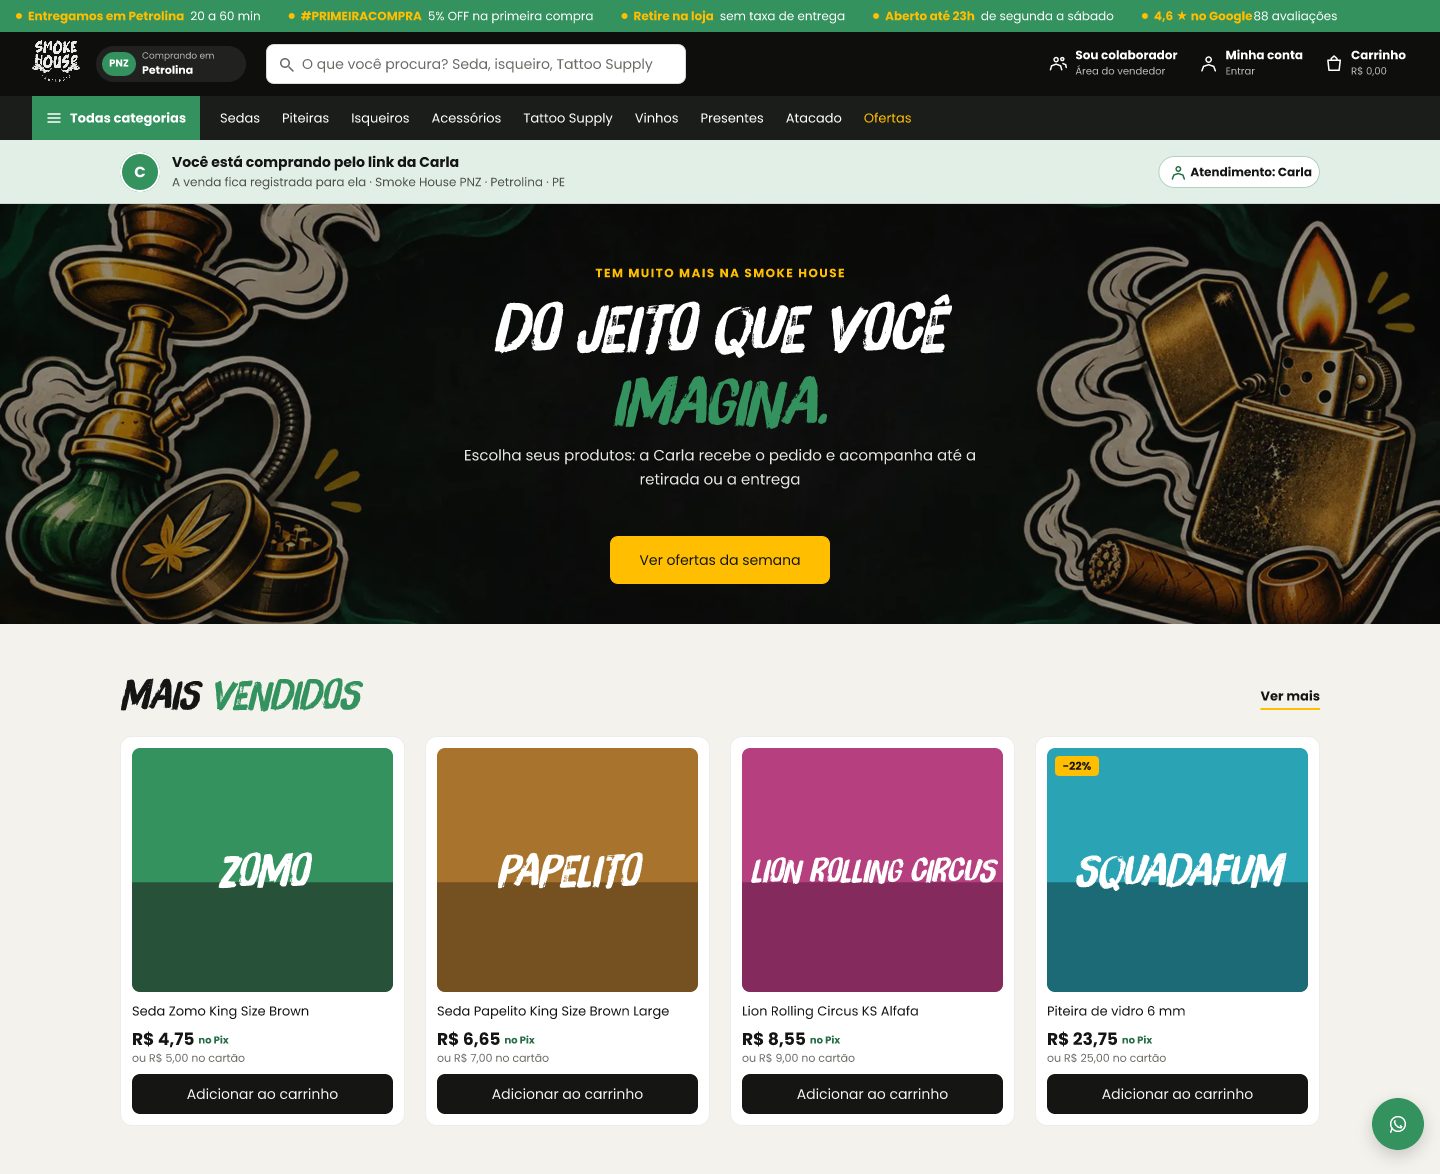 Entregamos em Petrolina 20 a 60 min
#PRIMEIRACOMPRA 5% OFF na primeira compra
Retire na loja sem taxa de entrega
Aberto até 23h de segunda a sábado
4,6 ★ no Google 88 avaliações
SMOKE
HOUSE
PNZ
Comprando em
Petrolina
O que você procura? Seda, isqueiro, Tattoo Supply
Sou colaborador
Área do vendedor
Minha conta
Entrar
Carrinho
R$ 0,00
Todas categorias
Sedas
Piteiras
Isqueiros
Acessórios
Tattoo Supply
Vinhos
Presentes
Atacado
Ofertas
C
Você está comprando pelo link da Carla
A venda fica registrada para ela · Smoke House PNZ · Petrolina · PE
Atendimento: Carla
TEM MUITO MAIS NA SMOKE HOUSE
DO JEITO QUE VOCÊ
IMAGINA.
Escolha seus produtos: a Carla recebe o pedido e acompanha até a
retirada ou a entrega
Ver ofertas da semana
MAIS VENDIDOS
Ver mais
ZOMO
Seda Zomo King Size Brown
R$ 4,75 no Pix
ou R$ 5,00 no cartão
Adicionar ao carrinho
PAPELITO
Seda Papelito King Size Brown Large
R$ 6,65 no Pix
ou R$ 7,00 no cartão
Adicionar ao carrinho
LION ROLLING CIRCUS
Lion Rolling Circus KS Alfafa
R$ 8,55 no Pix
ou R$ 9,00 no cartão
Adicionar ao carrinho
-22%
SQUADAFUM
Piteira de vidro 6 mm
R$ 23,75 no Pix
ou R$ 25,00 no cartão
Adicionar ao carrinho